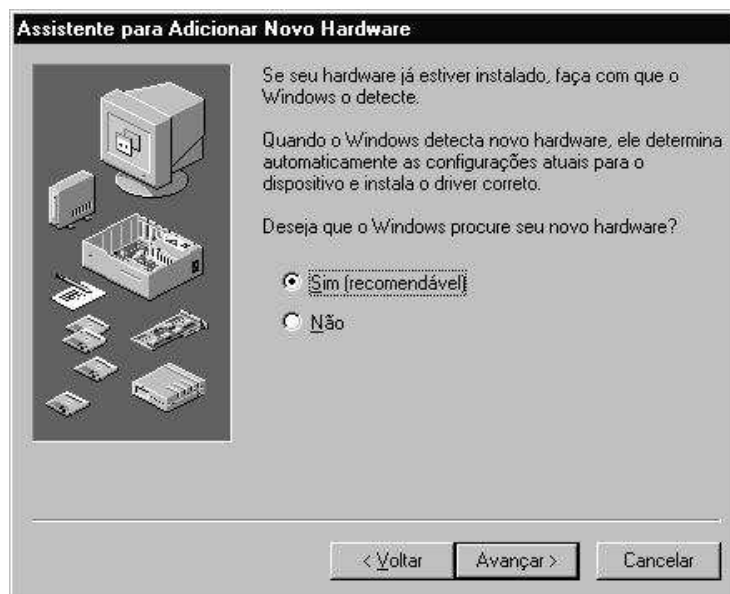 Assistente para Adicionar Novo Hardware
Se seu hardware já estiver instalado, faça com que o
Windows o detecte.
Quando o Windows detecta novo hardware, ele determina
automaticamente as configurações atuais para o
dispositivo e instala o driver correto.
Deseja que o Windows procure seu novo hardware?
Sim (recomendável)
Não
< Voltar
Avançar >
Cancelar